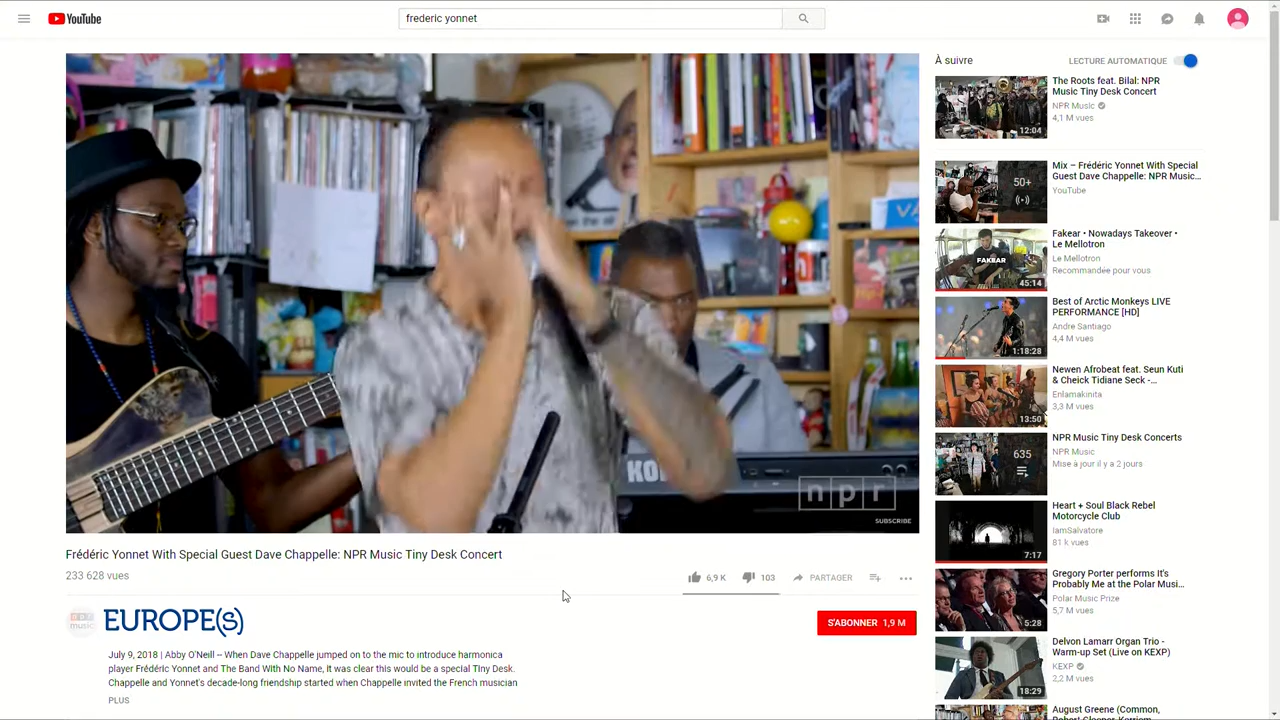 YouTube
frederic yonnet
KORG
npr
SUBSCRIBE
Frédéric Yonnet With Special Guest Dave Chappelle: NPR Music Tiny Desk Concert
233 628 vues
6,9 K
103
PARTAGER
npr
music
EUROPE(S)
S'ABONNER 1,9 M
July 9, 2018 | Abby O'Neill -- When Dave Chappelle jumped on to the mic to introduce harmonica
player Frédéric Yonnet and The Band With No Name, it was clear this would be a special Tiny Desk.
Chappelle and Yonnet's decade-long friendship started when Chappelle invited the French musician
PLUS
À suivre
LECTURE AUTOMATIQUE
12:04
The Roots feat. Bilal: NPR
Music Tiny Desk Concert
NPR Music
4,1 M vues
50+
Mix – Frédéric Yonnet With Special
Guest Dave Chappelle: NPR Music...
YouTube
FAKEAR
45:14
Fakear • Nowadays Takeover •
Le Mellotron
Le Mellotron
Recommandée pour vous
1:18:28
Best of Arctic Monkeys LIVE
PERFORMANCE [HD]
Andre Santiago
4,4 M vues
13:50
Newen Afrobeat feat. Seun Kuti
& Cheick Tidiane Seck -...
Enlamakinita
3,3 M vues
635
NPR Music Tiny Desk Concerts
NPR Music
Mise à jour il y a 2 jours
7:17
Heart + Soul Black Rebel
Motorcycle Club
IamSalvatore
81 k vues
5:28
Gregory Porter performs It's
Probably Me at the Polar Musi...
Polar Music Prize
5,7 M vues
18:29
Delvon Lamarr Organ Trio -
Warm-up Set (Live on KEXP)
KEXP
2,2 M vues
August Greene (Common,
Robert Glasper, Karriem